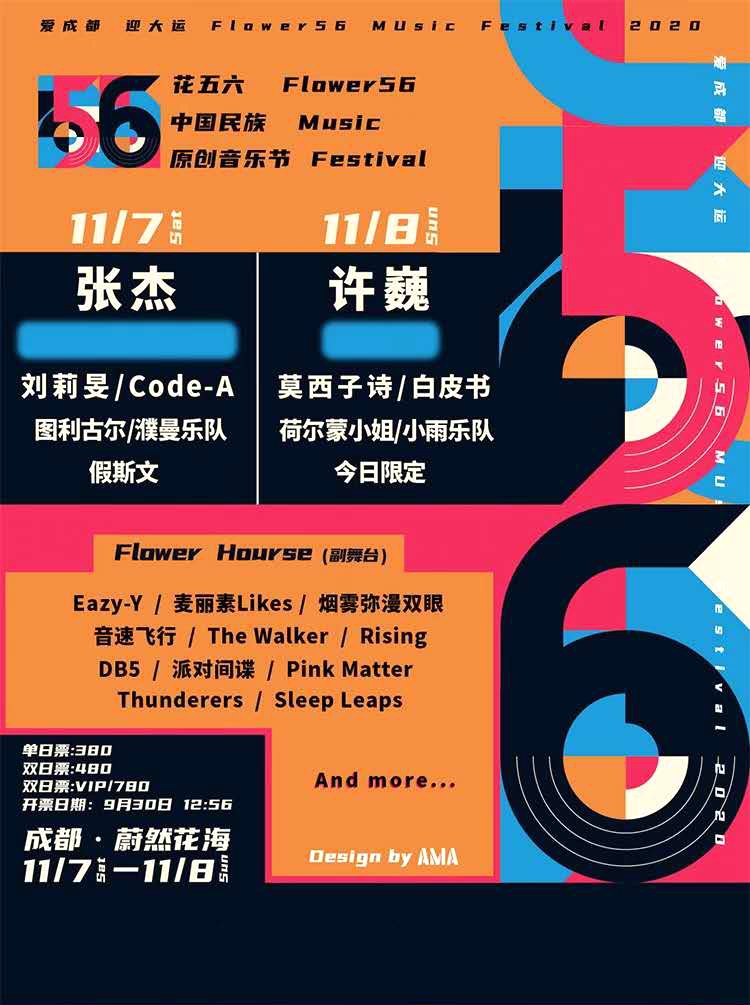 爱成都 迎大运 Flower56 MUsic Festival 2020
56
花五六 Flower56
中国民族 Music
原创音乐节 Festival
爱成都 迎大运 ower56 MUs
11/7 Sat
11/8 Sun
张杰
许巍
刘莉旻/Code-A
图利古尔/濮曼乐队
假斯文
莫西子诗/白皮书
荷尔蒙小姐/小雨乐队
今日限定
56
Flower Hourse (副舞台)
Eazy-Y / 麦丽素Likes / 烟雾弥漫双眼
音速飞行 / The Walker / Rising
DB5 / 派对间谍 / Pink Matter
Thunderers / Sleep Leaps
And more...
estival 2020
单日票:380
双日票:480
双日票:VIP/780
开票日期: 9月30日 12:56
成都·蔚然花海
11/7 Sat—11/8 Sun
Design by AMA